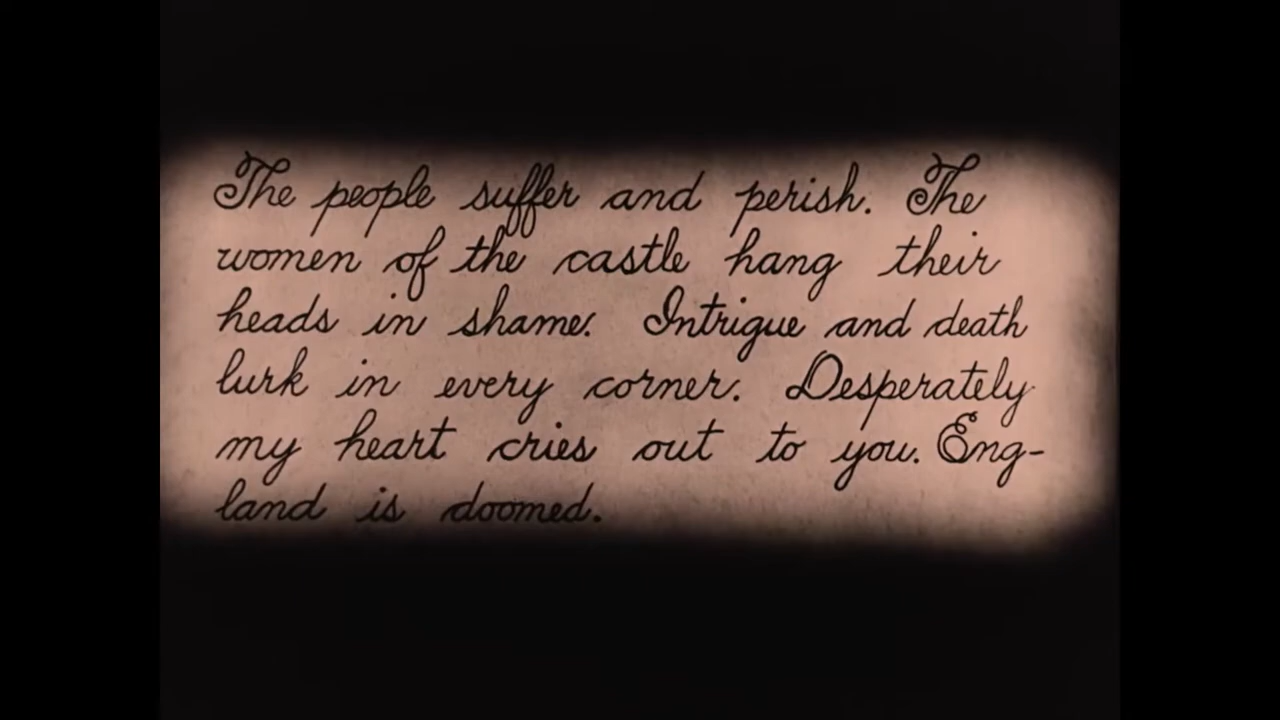 The people suffer and perish. The
women of the castle hang their
heads in shame. Intrigue and death
lurk in every corner. Desperately
my heart cries out to you. Eng-
land is doomed.